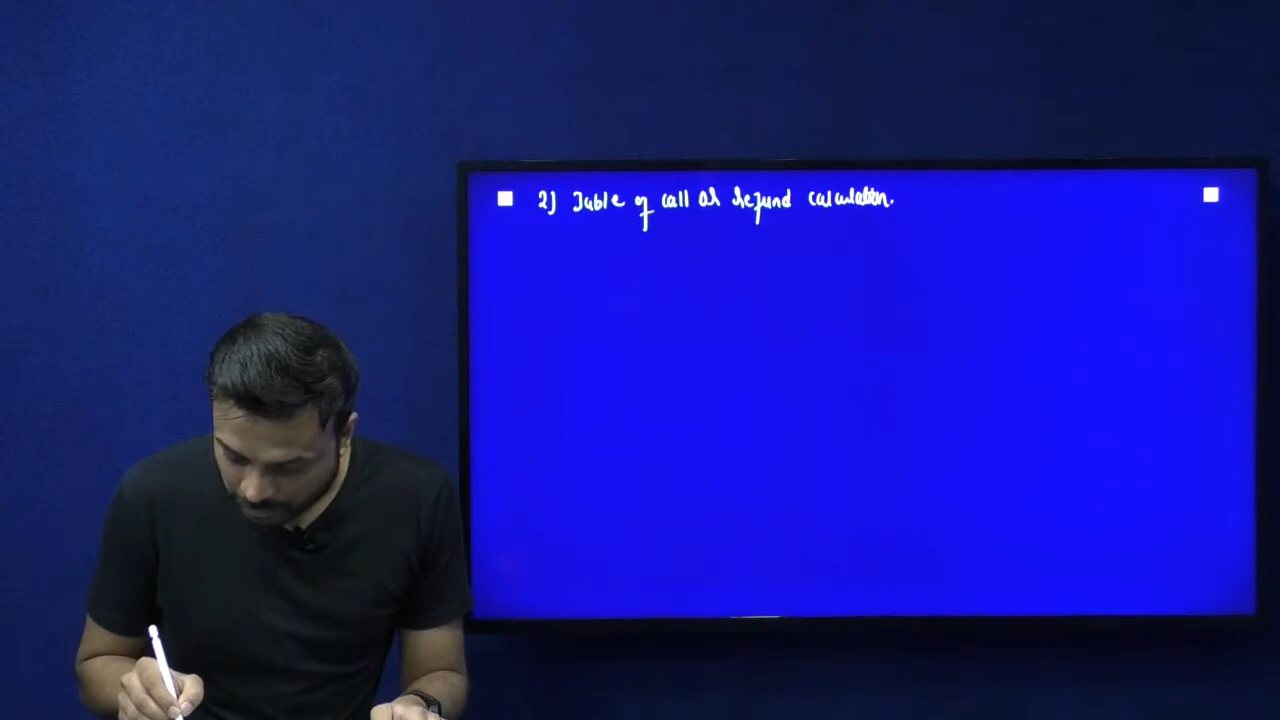 2) Table of call or Refund calculation.